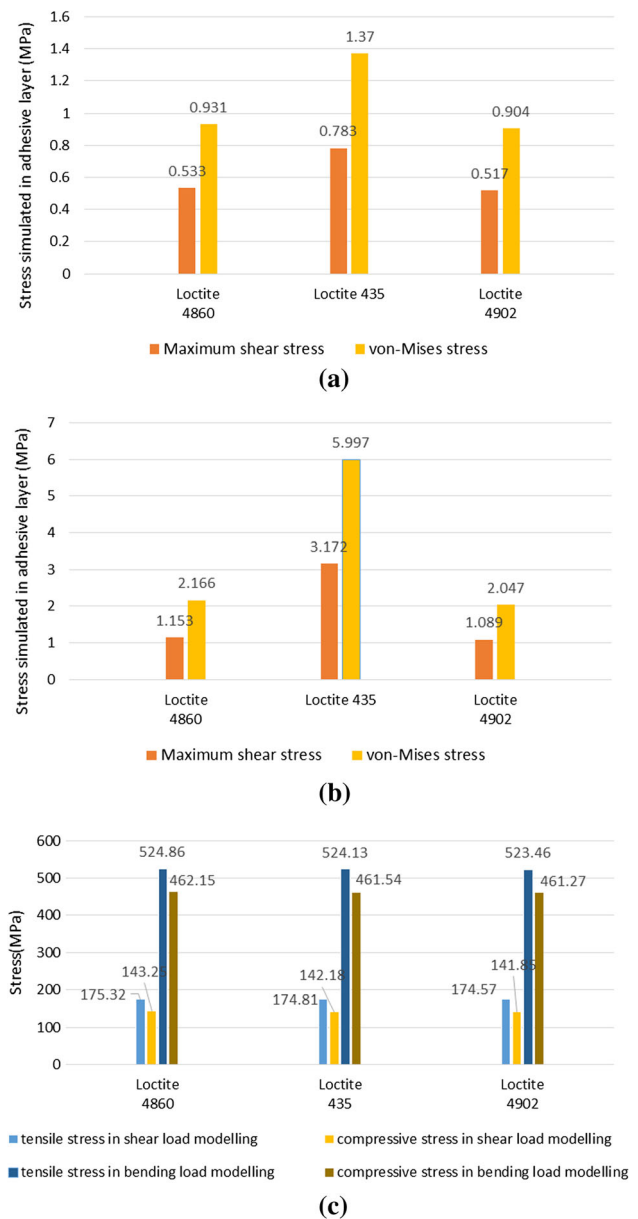 Stress simulated in adhesive layer (MPa)
1.6
1.4
1.2
1
0.8
0.6
0.4
0.2
0
0.533
0.931
0.783
1.37
0.517
0.904
Loctite
4860
Loctite 435
Loctite
4902
Maximum shear stress
von-Mises stress
(a)
Stress simulated in adhesive layer (MPa)
7
6
5
4
3
2
1
0
1.153
2.166
3.172
5.997
1.089
2.047
Loctite
4860
Loctite 435
Loctite
4902
Maximum shear stress
von-Mises stress
(b)
Stress(MPa)
600
500
400
300
200
100
0
175.32
143.25
524.86
462.15
174.81
142.18
524.13
461.54
174.57
141.85
523.46
461.27
Loctite
4860
Loctite
435
Loctite
4902
tensile stress in shear load modelling
compressive stress in shear load modelling
tensile stress in bending load modelling
compressive stress in bending load modelling
(c)